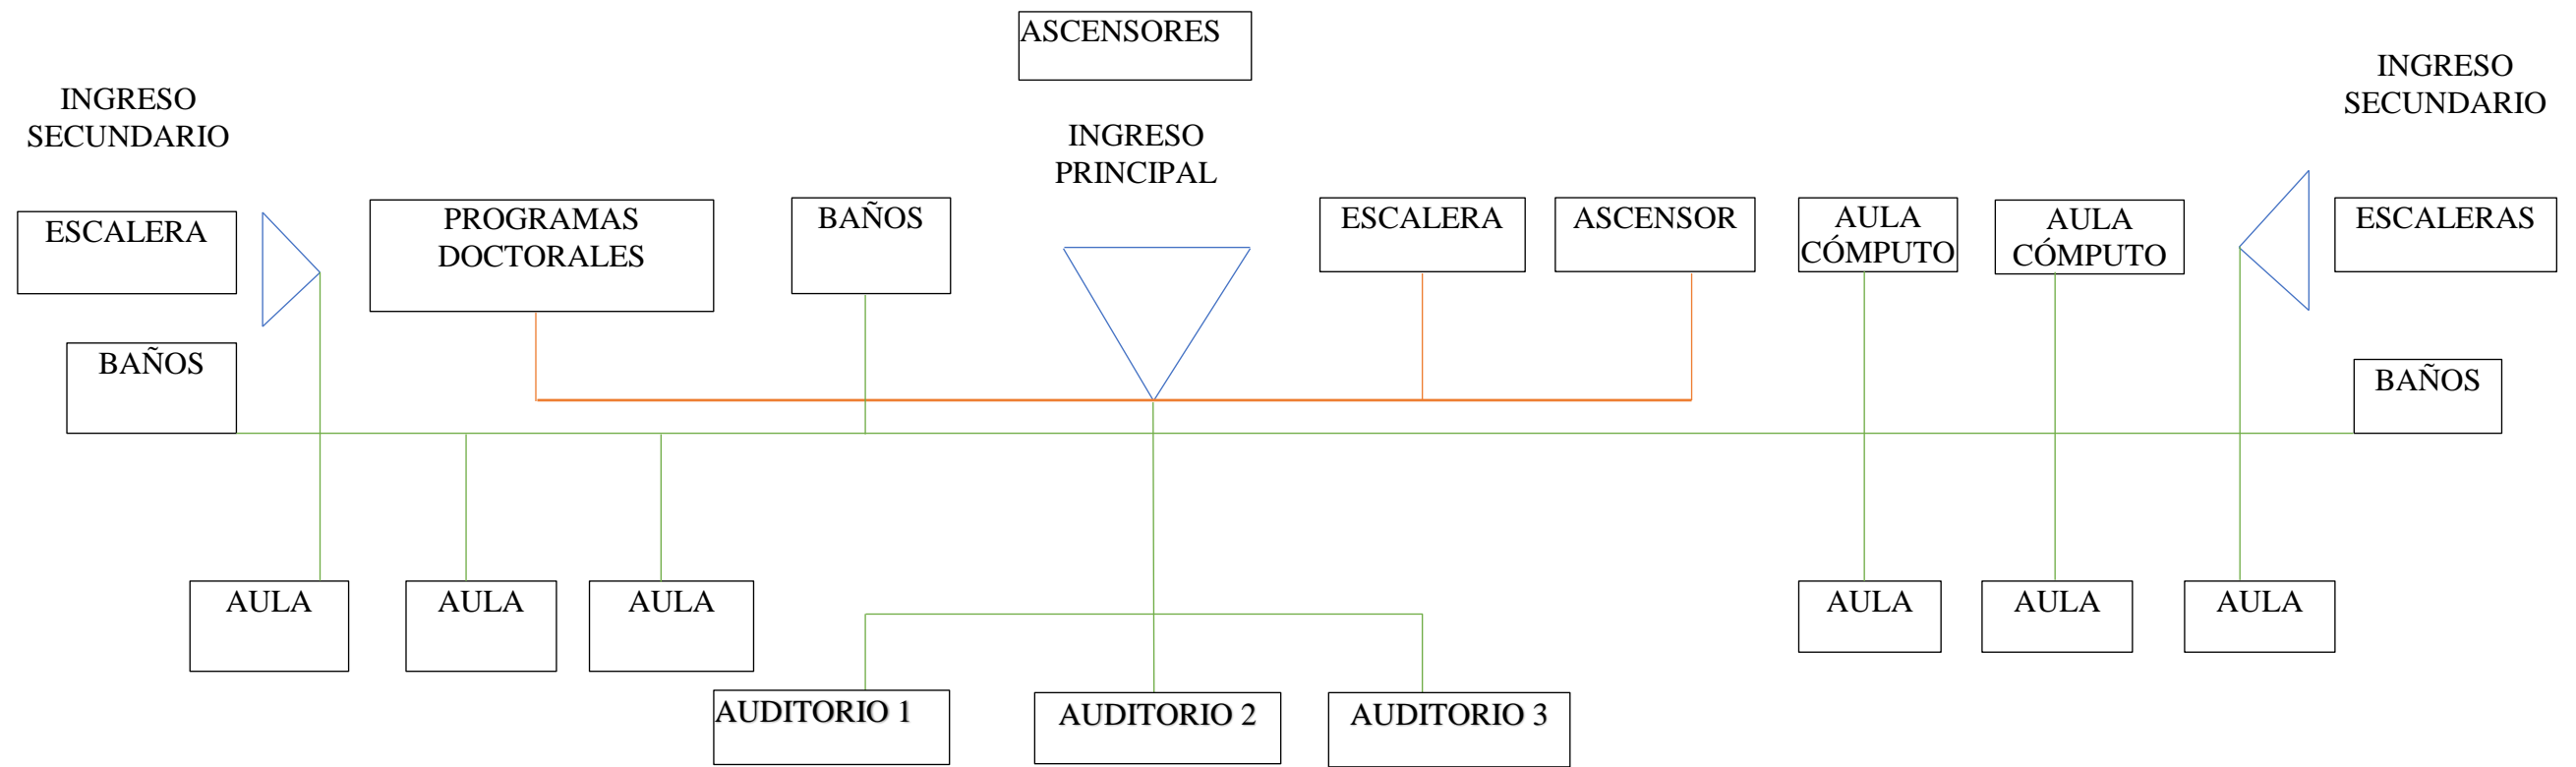 ASCENSORES
INGRESO
SECUNDARIO
INGRESO
PRINCIPAL
INGRESO
SECUNDARIO
ESCALERA
PROGRAMAS
DOCTORALES
BAÑOS
ESCALERA
ASCENSOR
AULA
CÓMPUTO
AULA
CÓMPUTO
ESCALERAS
BAÑOS
BAÑOS
AULA
AULA
AULA
AULA
AULA
AULA
AUDITORIO 1
AUDITORIO 2
AUDITORIO 3